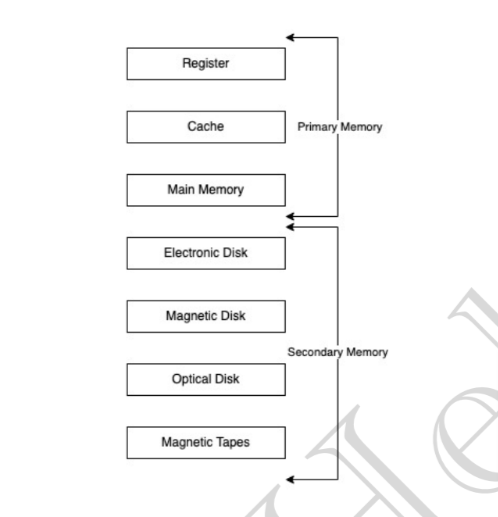 Register
Cache
Primary Memory
Main Memory
Electronic Disk
Magnetic Disk
Secondary Memory
Optical Disk
Magnetic Tapes